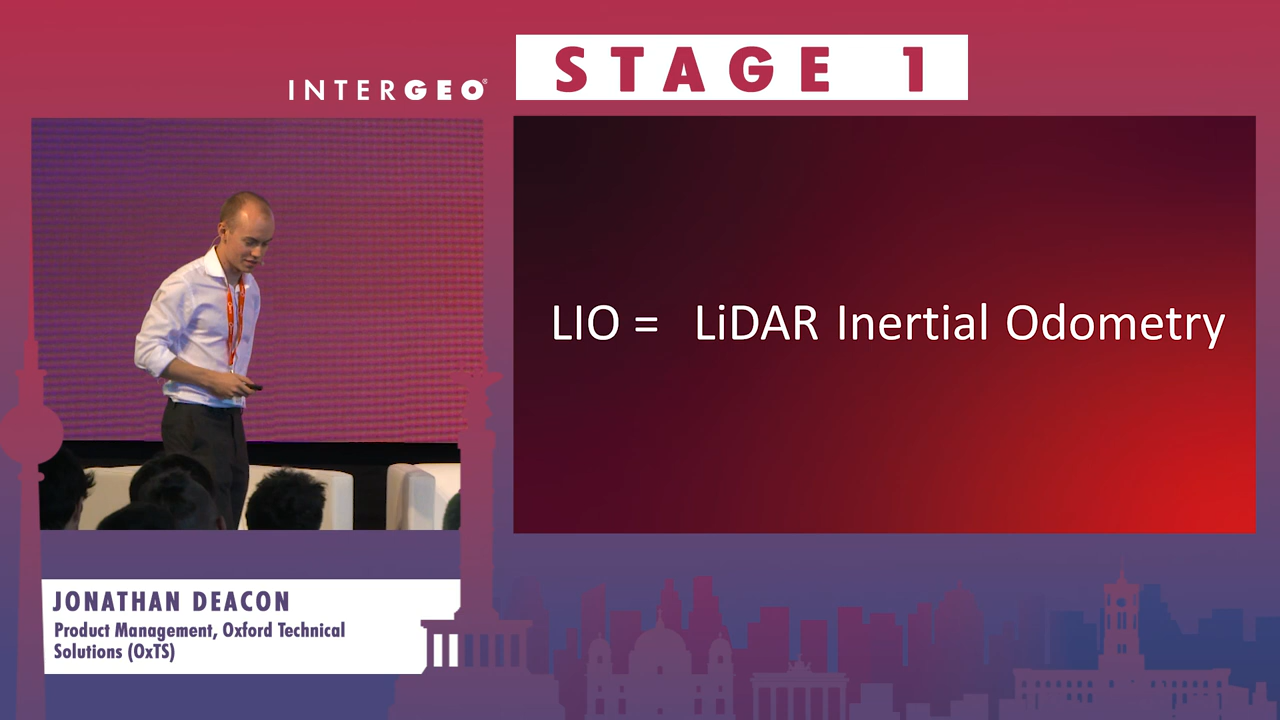 INTERGEO®
STAGE 1
LIO = LiDAR Inertial Odometry
JONATHAN DEACON
Product Management, Oxford Technical
Solutions (OxTS)